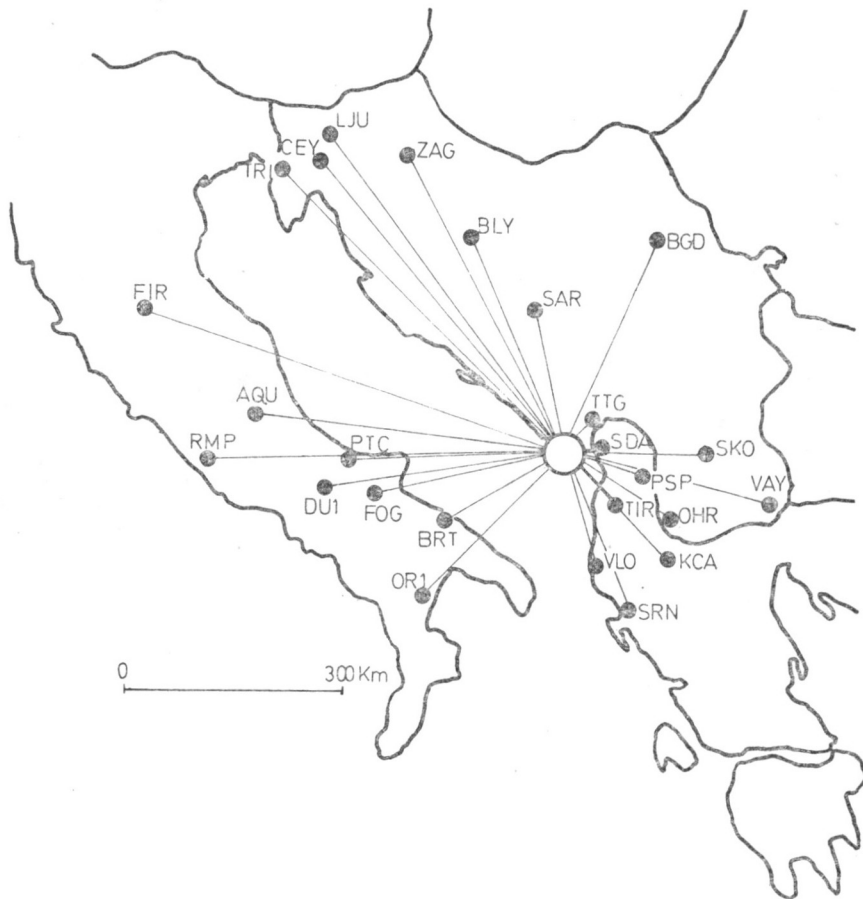 LJU
CEY
ZAG
TRI
BLY
BGD
FIR
SAR
AQU
TTG
RMP
PTC
SDA
SKO
PSP
VAY
DU1
FOG
TIR
OHR
BRT
VLO
KCA
OR1
SRN
0 300 Km